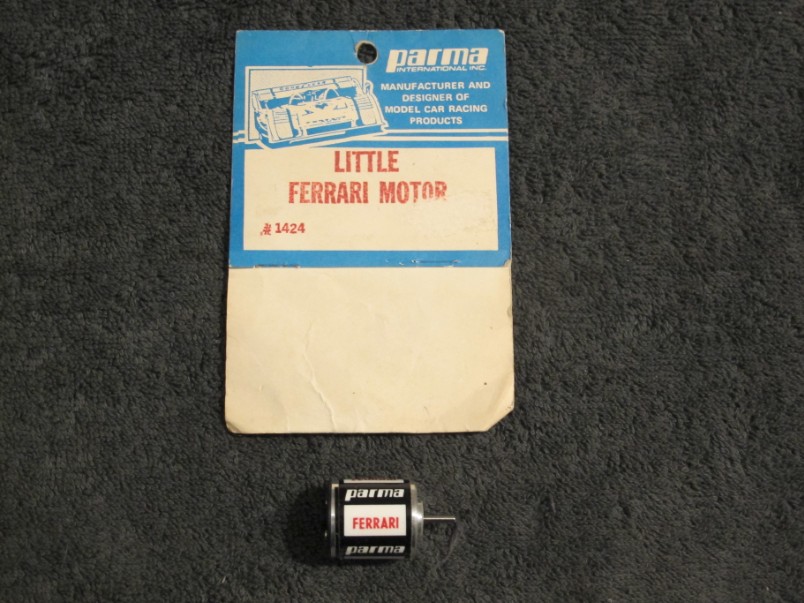 parma
INTERNATIONAL INC.
MANUFACTURER AND
DESIGNER OF
MODEL CAR RACING
PRODUCTS
LITTLE
FERRARI MOTOR
# 1424
parma
FERRARI
parma